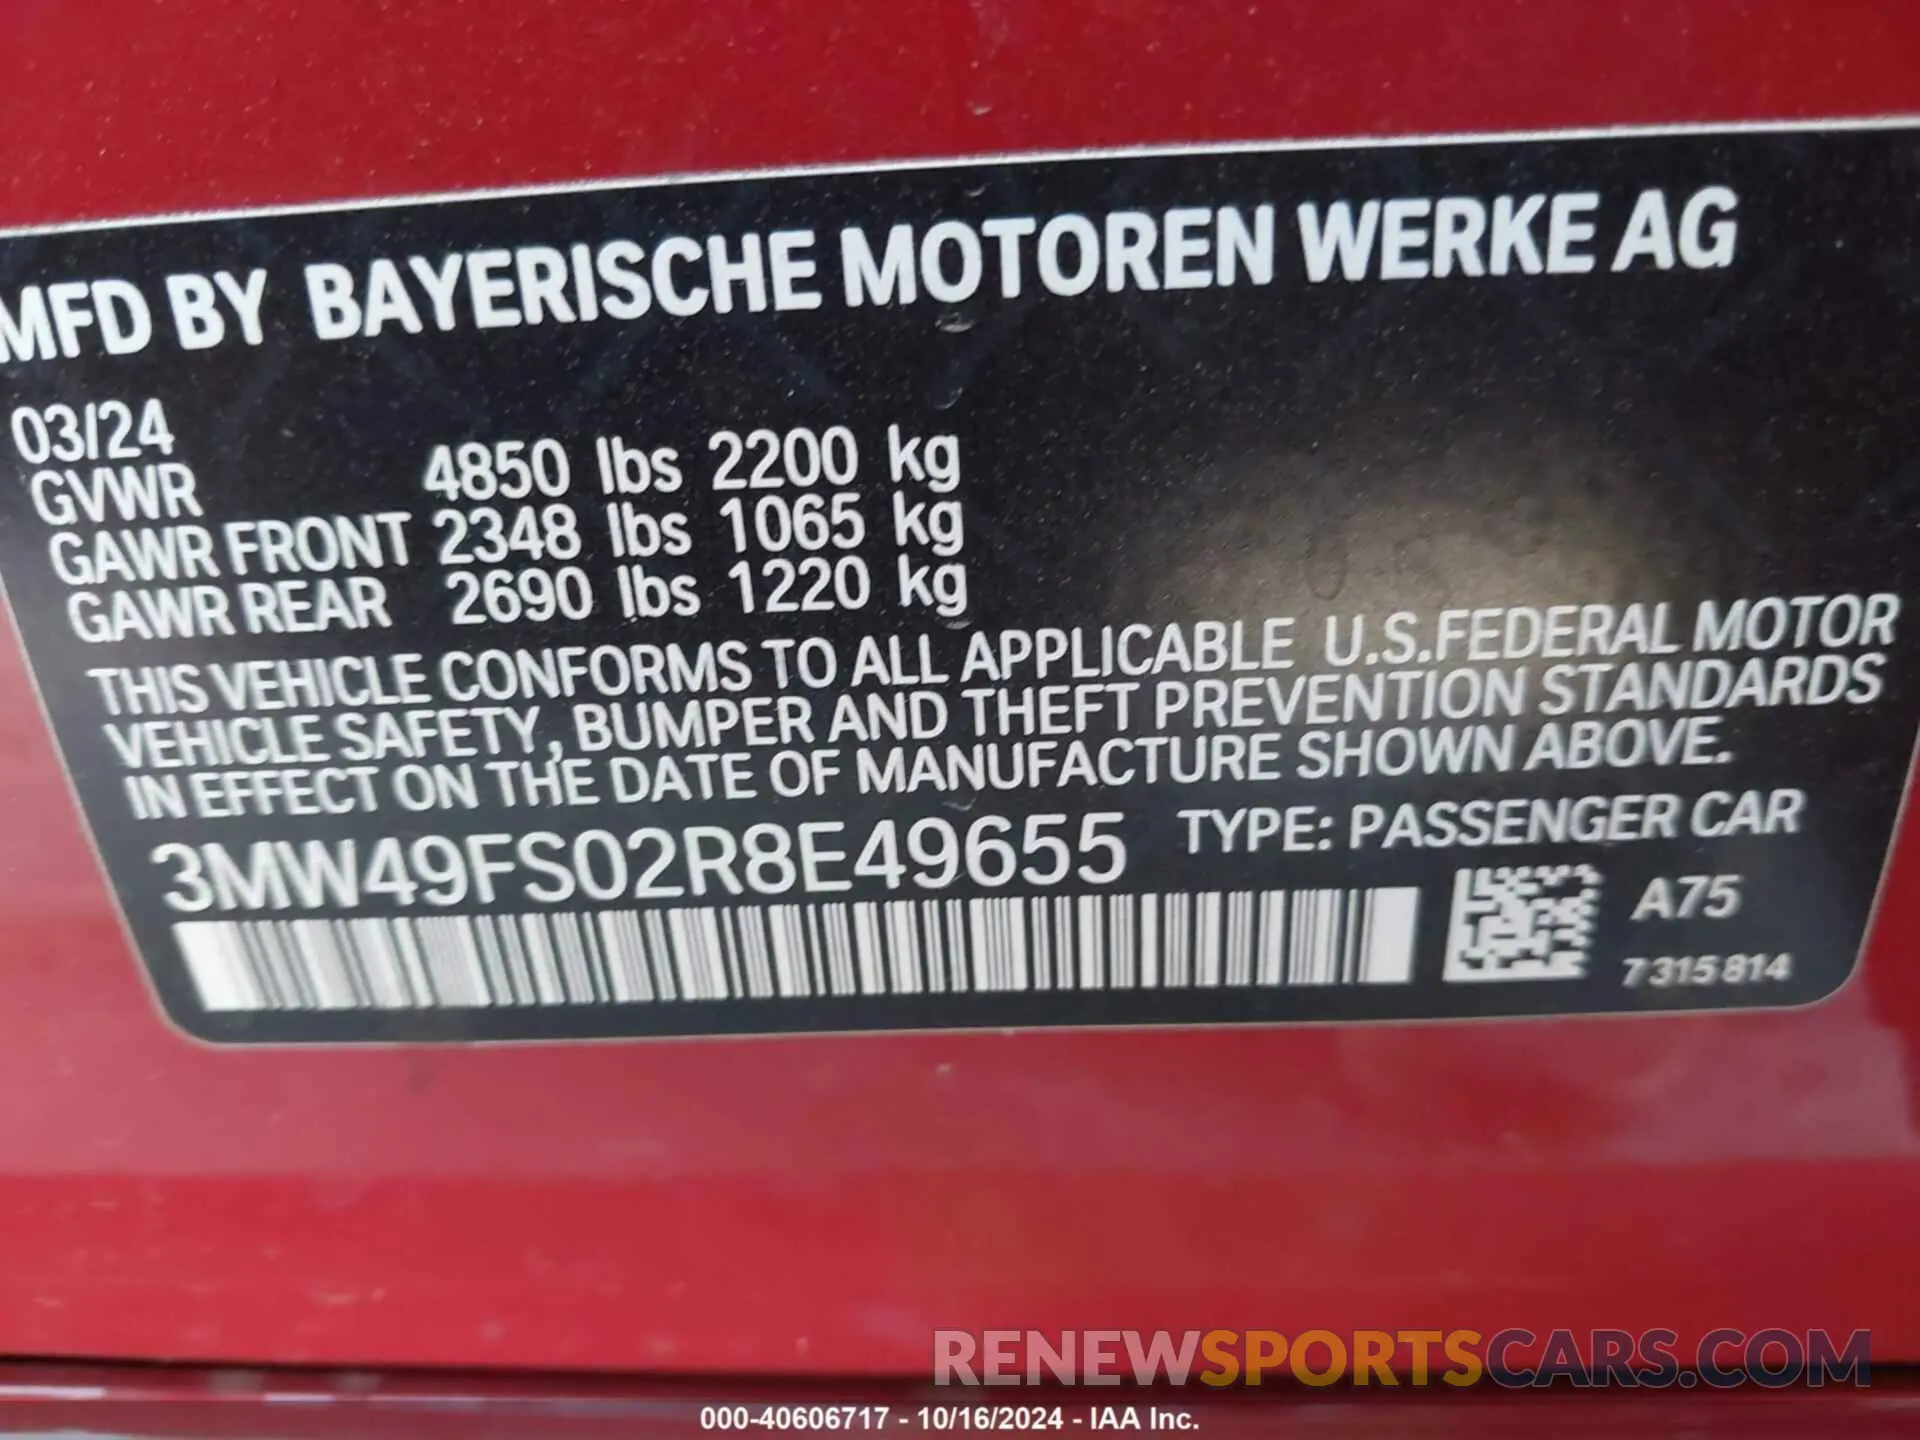 MFD BY BAYERISCHE MOTOREN WERKE AG
03/24
GVWR 4850 lbs 2200 kg
GAWR FRONT 2348 lbs 1065 kg
GAWR REAR 2690 lbs 1220 kg
THIS VEHICLE CONFORMS TO ALL APPLICABLE U.S.FEDERAL MOTOR
VEHICLE SAFETY, BUMPER AND THEFT PREVENTION STANDARDS
IN EFFECT ON THE DATE OF MANUFACTURE SHOWN ABOVE.
3MW49FS02R8E49655 TYPE: PASSENGER CAR
A75
7315814
RENEWSPORTSCARS.COM
000-40606717 - 10/16/2024 - IAA Inc.